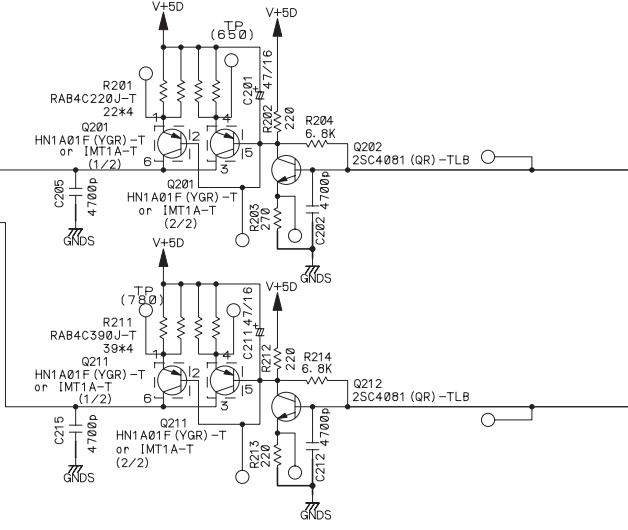 V+5D
V+5D
TP
(650)
R201
RAB4C220J-T
22*4
C201
47/16
R202
220
R204
6.8K
Q201
HN1A01F(YGR)-T
or IMT1A-T
(1/2)
1
2
6
4
5
3
Q202
2SC4081(QR)-TLB
C205
4700p
GNDS
Q201
HN1A01F(YGR)-T
or IMT1A-T
(2/2)
R203
270
C202
4700p
GNDS
V+5D
V+5D
TP
(780)
R211
RAB4C390J-T
39*4
C211
47/16
R212
220
R214
6.8K
Q211
HN1A01F(YGR)-T
or IMT1A-T
(1/2)
1
2
6
4
5
3
Q212
2SC4081(QR)-TLB
C215
4700p
GNDS
Q211
HN1A01F(YGR)-T
or IMT1A-T
(2/2)
R213
220
C212
4700p
GNDS